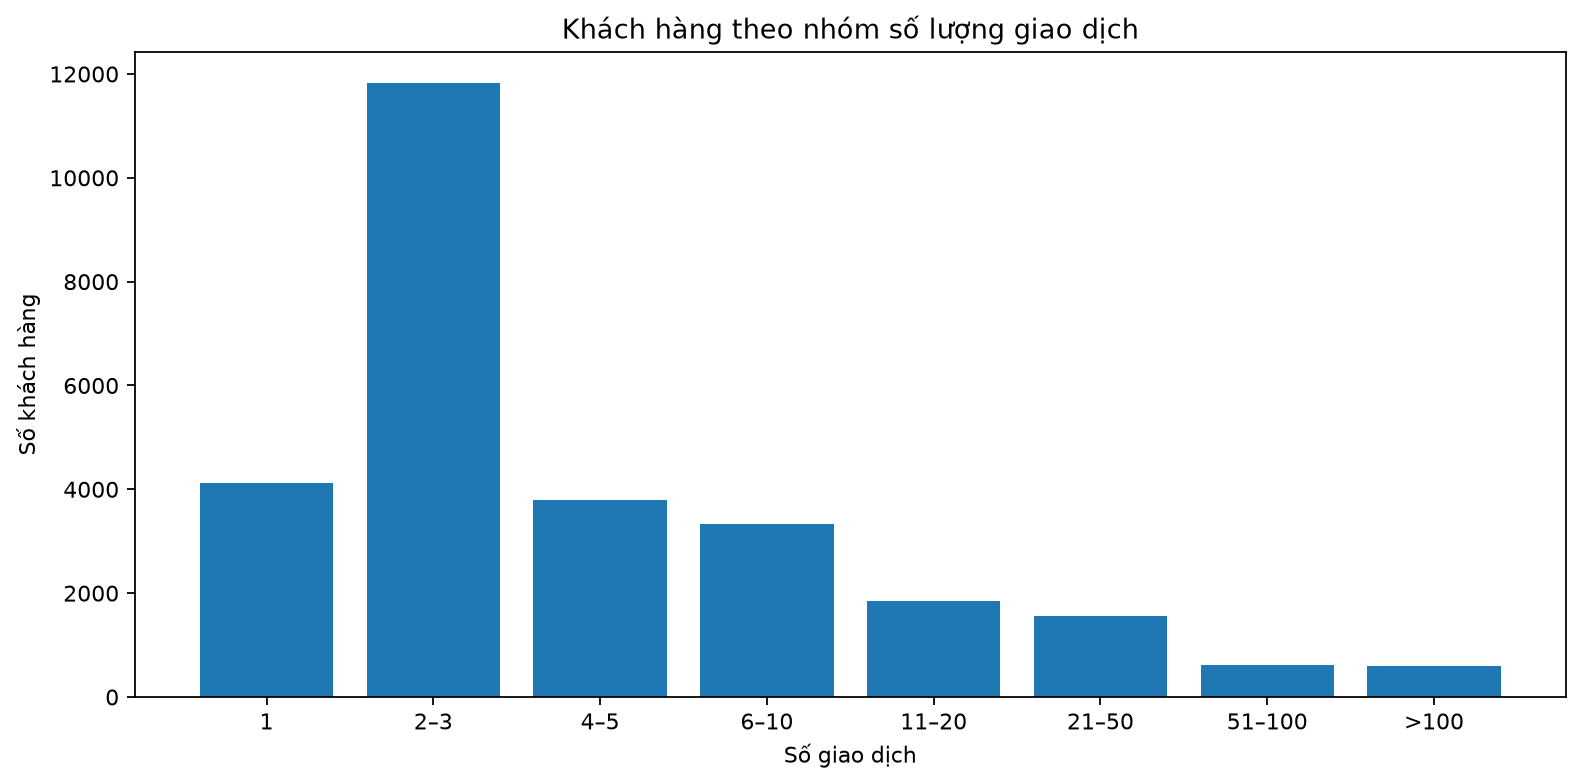 Khách hàng theo nhóm số lượng giao dịch
12000
10000
8000
6000
4000
2000
0
Số khách hàng
1 2–3 4–5 6–10 11–20 21–50 51–100 >100
Số giao dịch